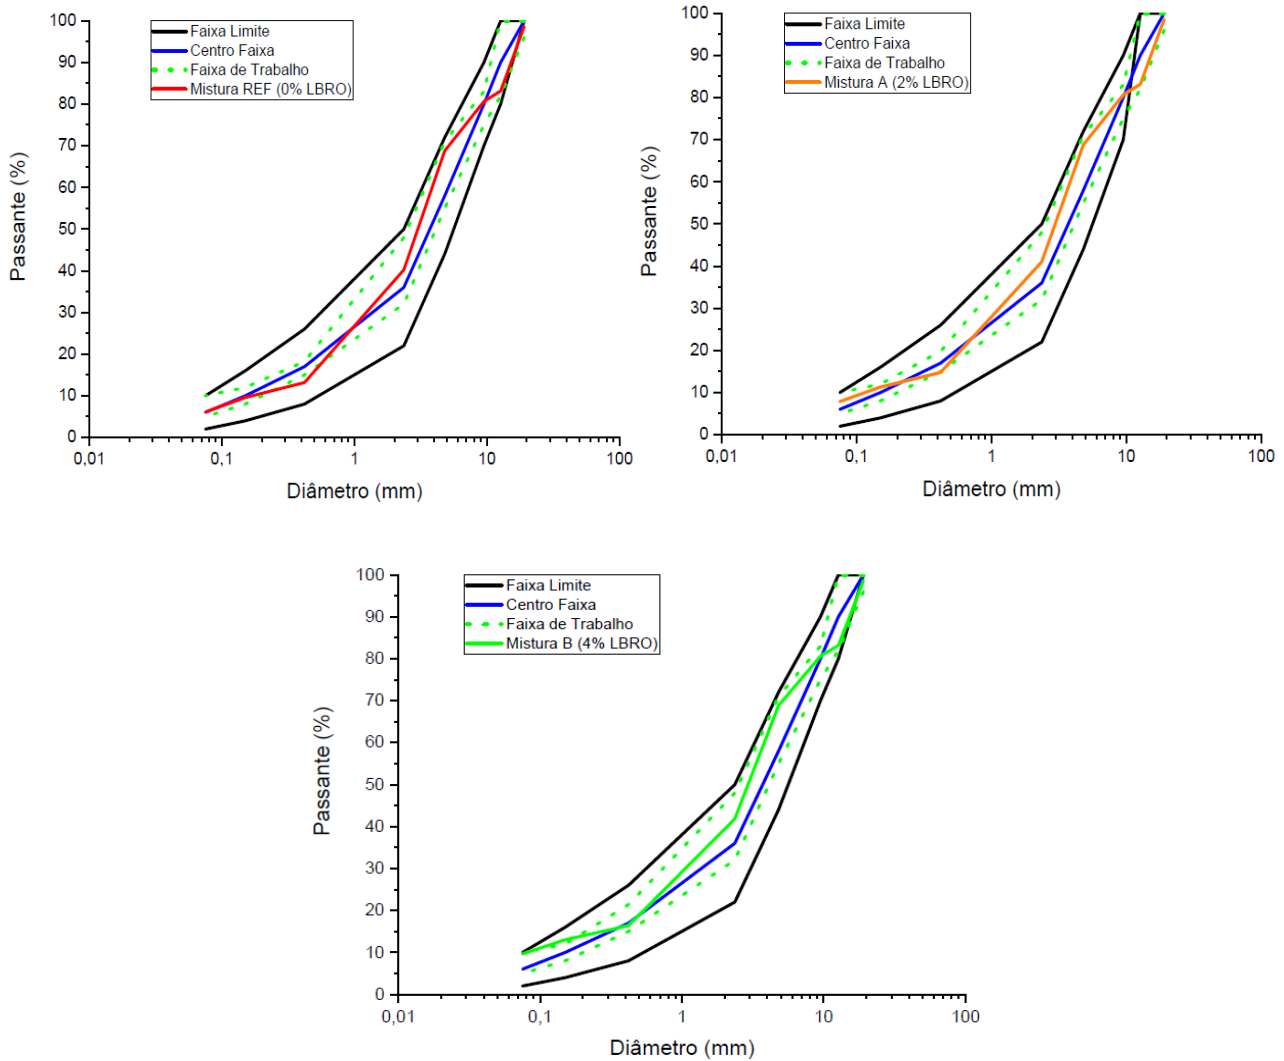 Faixa Limite
Centro Faixa
Faixa de Trabalho
Mistura REF (0% LBRO)
100
90
80
70
60
50
40
30
20
10
0
Passante (%)
0,01
0,1
1
10
100
Diâmetro (mm)
Faixa Limite
Centro Faixa
Faixa de Trabalho
Mistura A (2% LBRO)
100
90
80
70
60
50
40
30
20
10
0
Passante (%)
0,01
0,1
1
10
100
Diâmetro (mm)
Faixa Limite
Centro Faixa
Faixa de Trabalho
Mistura B (4% LBRO)
100
90
80
70
60
50
40
30
20
10
0
Passante (%)
0,01
0,1
1
10
100
Diâmetro (mm)